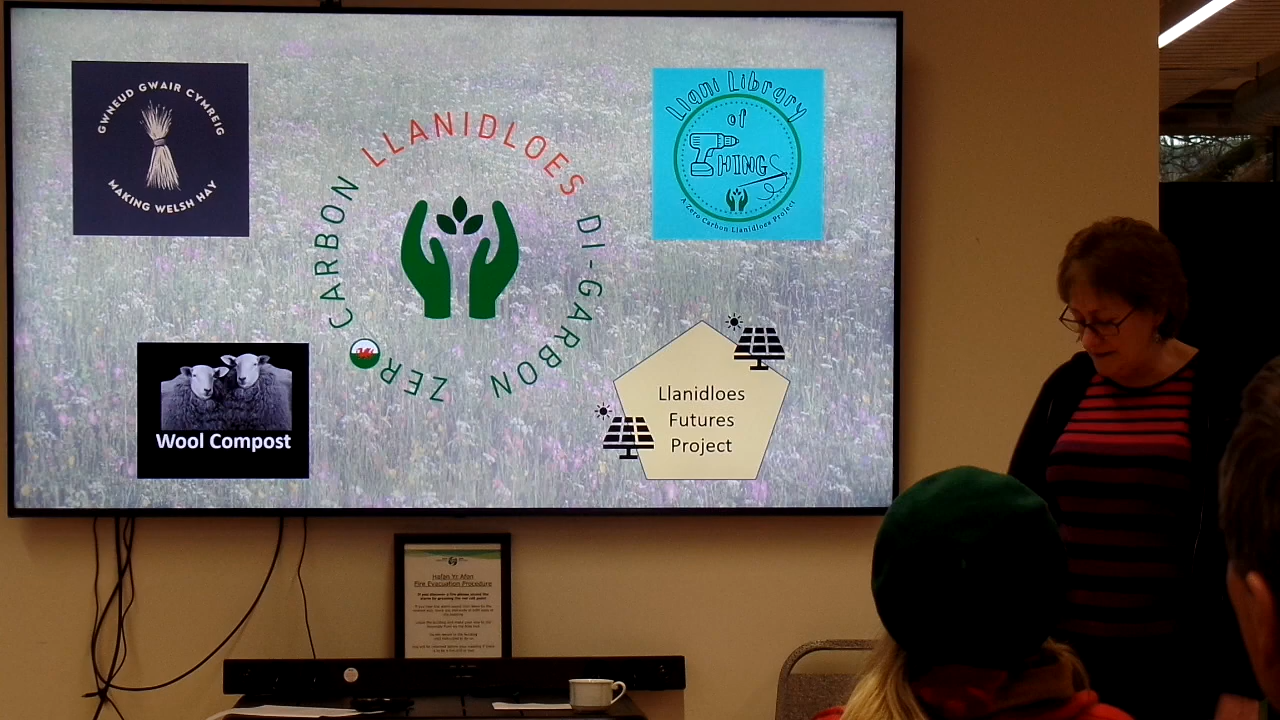 GWNEUD GWAIR CYMREIG
MAKING WELSH HAY
ZERO CARBON LLANIDLOES DI-GARBON
Llani Library
of
THINGS
A Zero Carbon Llanidloes Project
Wool Compost
Llanidloes
Futures
Project
Hafan Yr Afon
Fire Evacuation Procedure